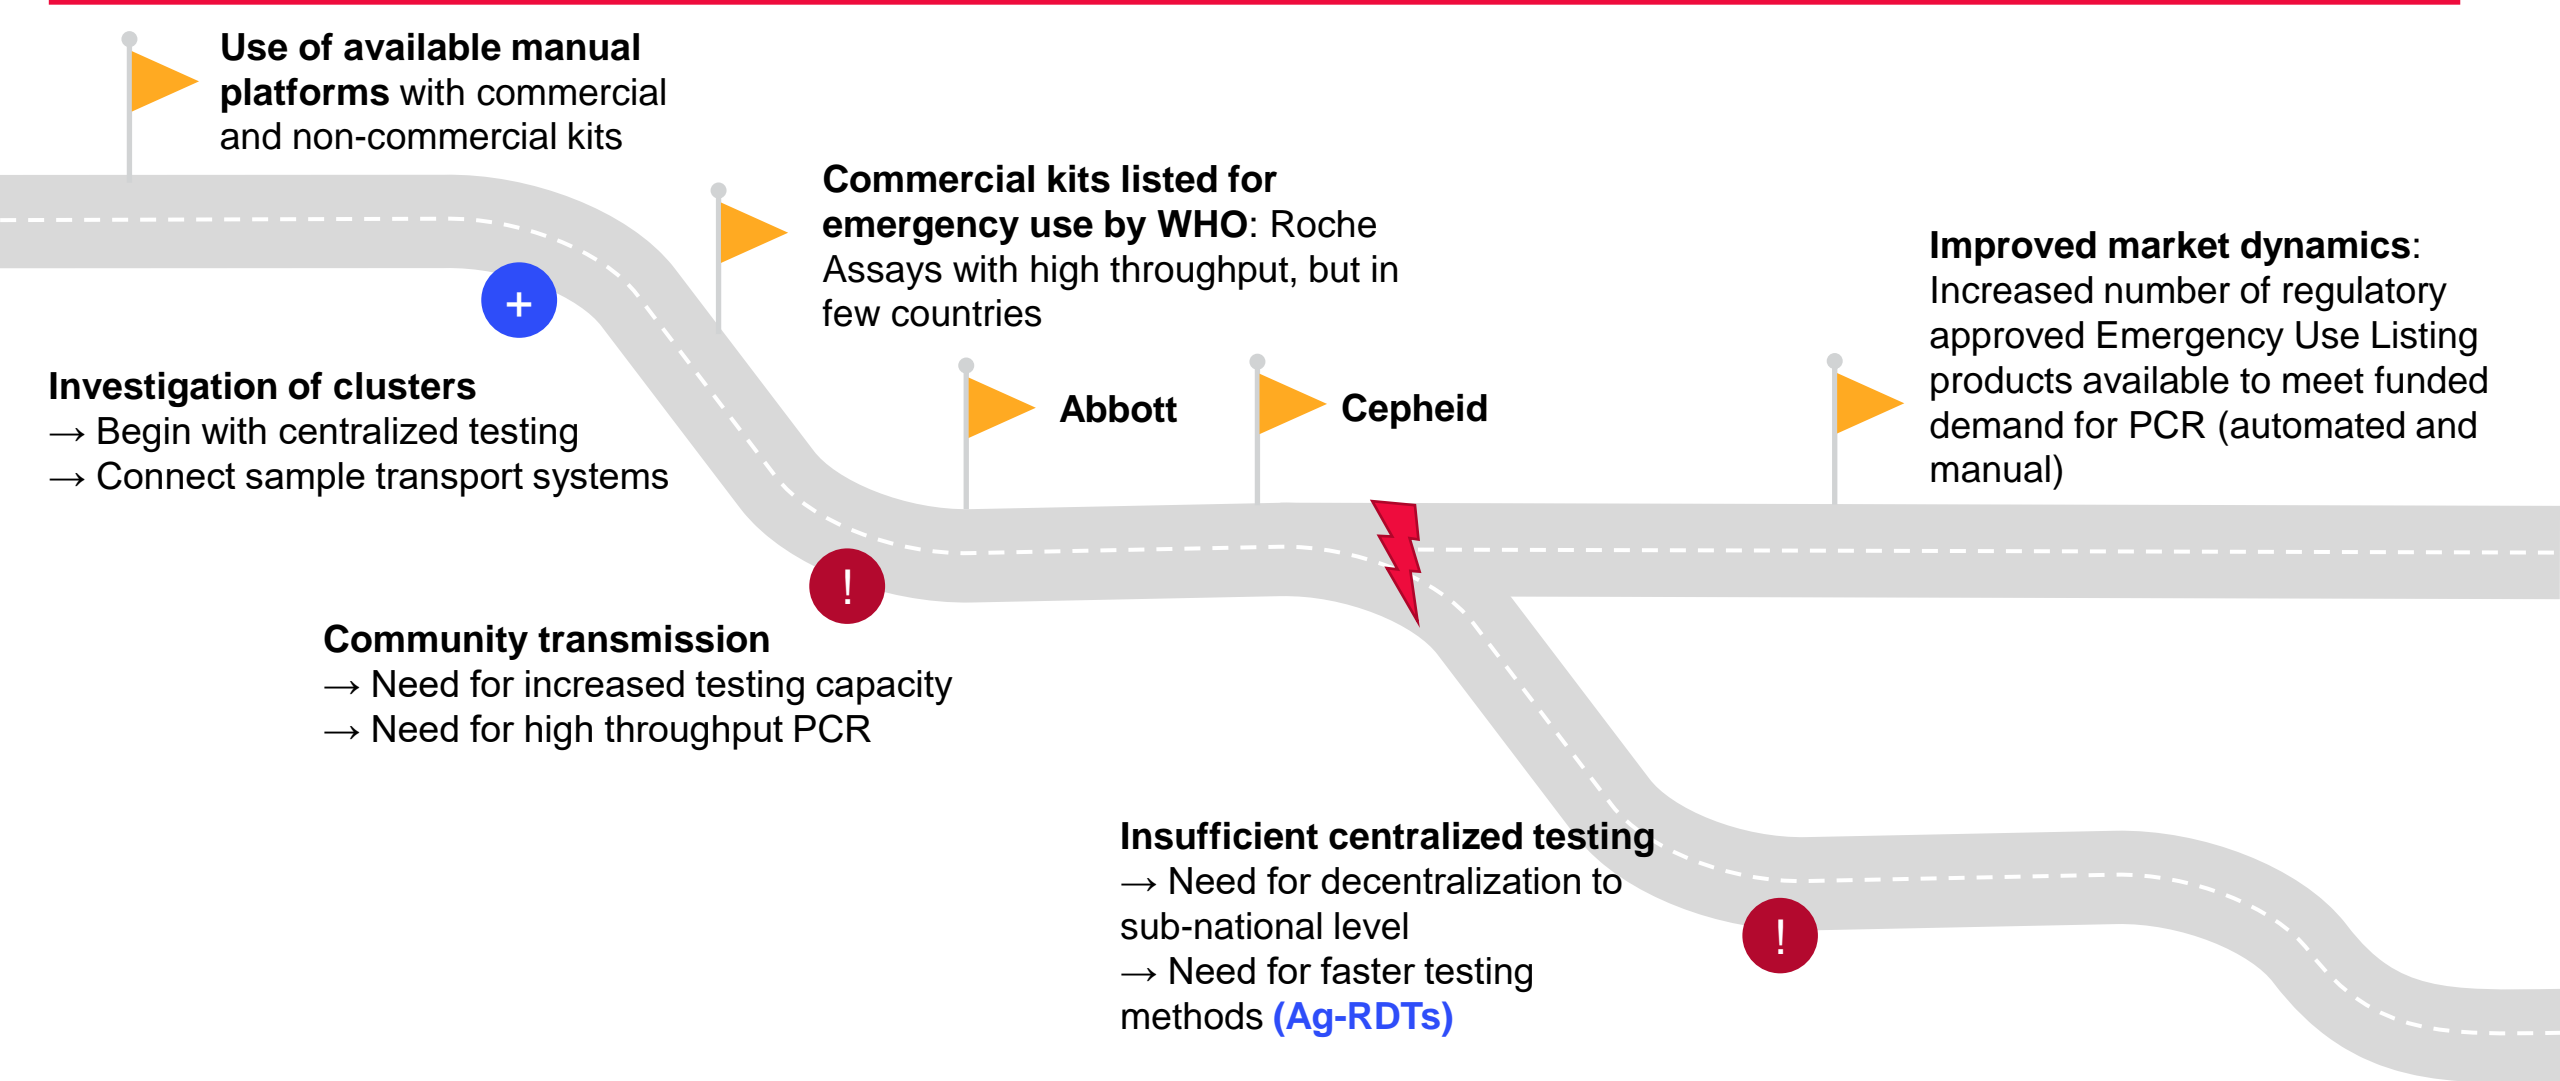 Use of available manual
platforms with commercial
and non-commercial kits
+
Investigation of clusters
→ Begin with centralized testing
→ Connect sample transport systems
Commercial kits listed for
emergency use by WHO: Roche
Assays with high throughput, but in
few countries
!
Community transmission
→ Need for increased testing capacity
→ Need for high throughput PCR
Abbott
Cepheid
Improved market dynamics:
Increased number of regulatory
approved Emergency Use Listing
products available to meet funded
demand for PCR (automated and
manual)
Insufficient centralized testing
→ Need for decentralization to
sub-national level
→ Need for faster testing
methods (Ag-RDTs)
!